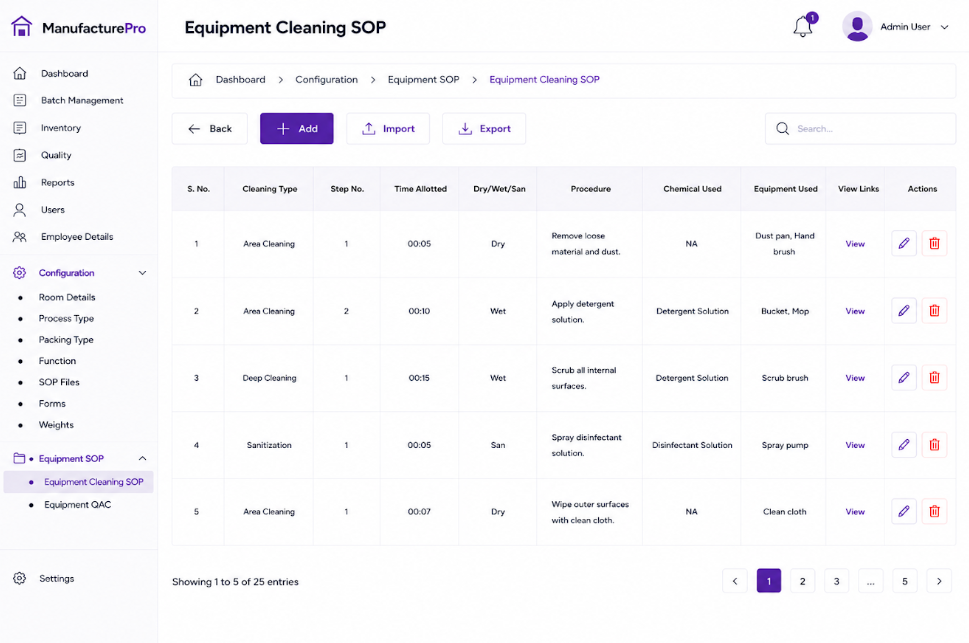 ManufacturePro
Equipment Cleaning SOP
1
Admin User
Dashboard
Batch Management
Inventory
Quality
Reports
Users
Employee Details
Configuration
Room Details
Process Type
Packing Type
Function
SOP Files
Forms
Weights
Equipment SOP
Equipment Cleaning SOP
Equipment QAC
Settings
Dashboard > Configuration > Equipment SOP > Equipment Cleaning SOP
Back
Add
Import
Export
Search...
S. No. Cleaning Type Step No. Time Allotted Dry/Wet/San Procedure Chemical Used Equipment Used View Links Actions
1 Area Cleaning 1 00:05 Dry Remove loose
material and dust. NA Dust pan, Hand
brush View
2 Area Cleaning 2 00:10 Wet Apply detergent
solution. Detergent Solution Bucket, Mop View
3 Deep Cleaning 1 00:15 Wet Scrub all internal
surfaces. Detergent Solution Scrub brush View
4 Sanitization 1 00:05 San Spray disinfectant
solution. Disinfectant Solution Spray pump View
5 Area Cleaning 1 00:07 Dry Wipe outer surfaces
with clean cloth. NA Clean cloth View
Showing 1 to 5 of 25 entries
< 1 2 3 ... 5 >